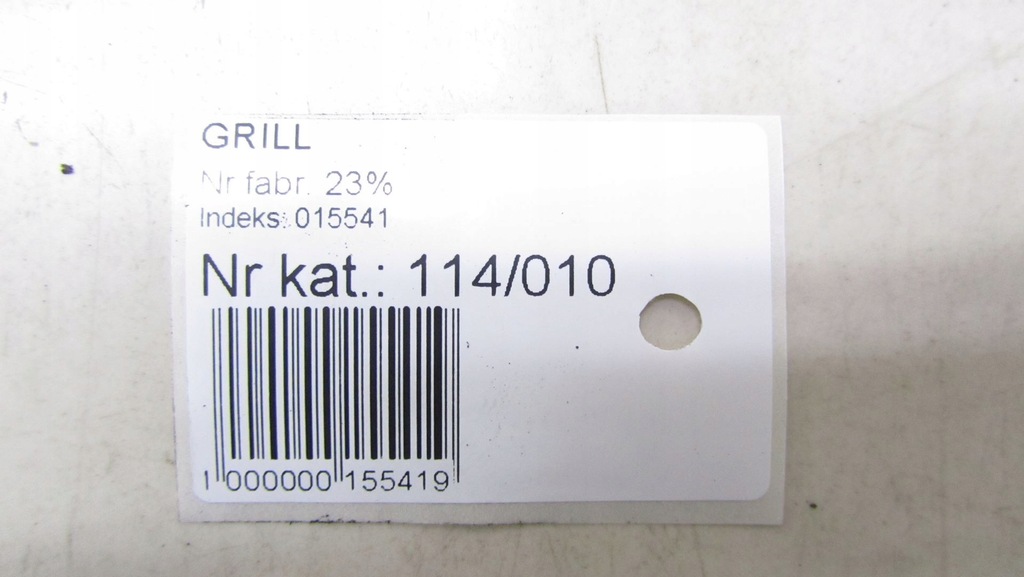 GRILL
Nr fabr. 23%
Indeks: 015541
Nr kat.: 114/010
1 000000 155419